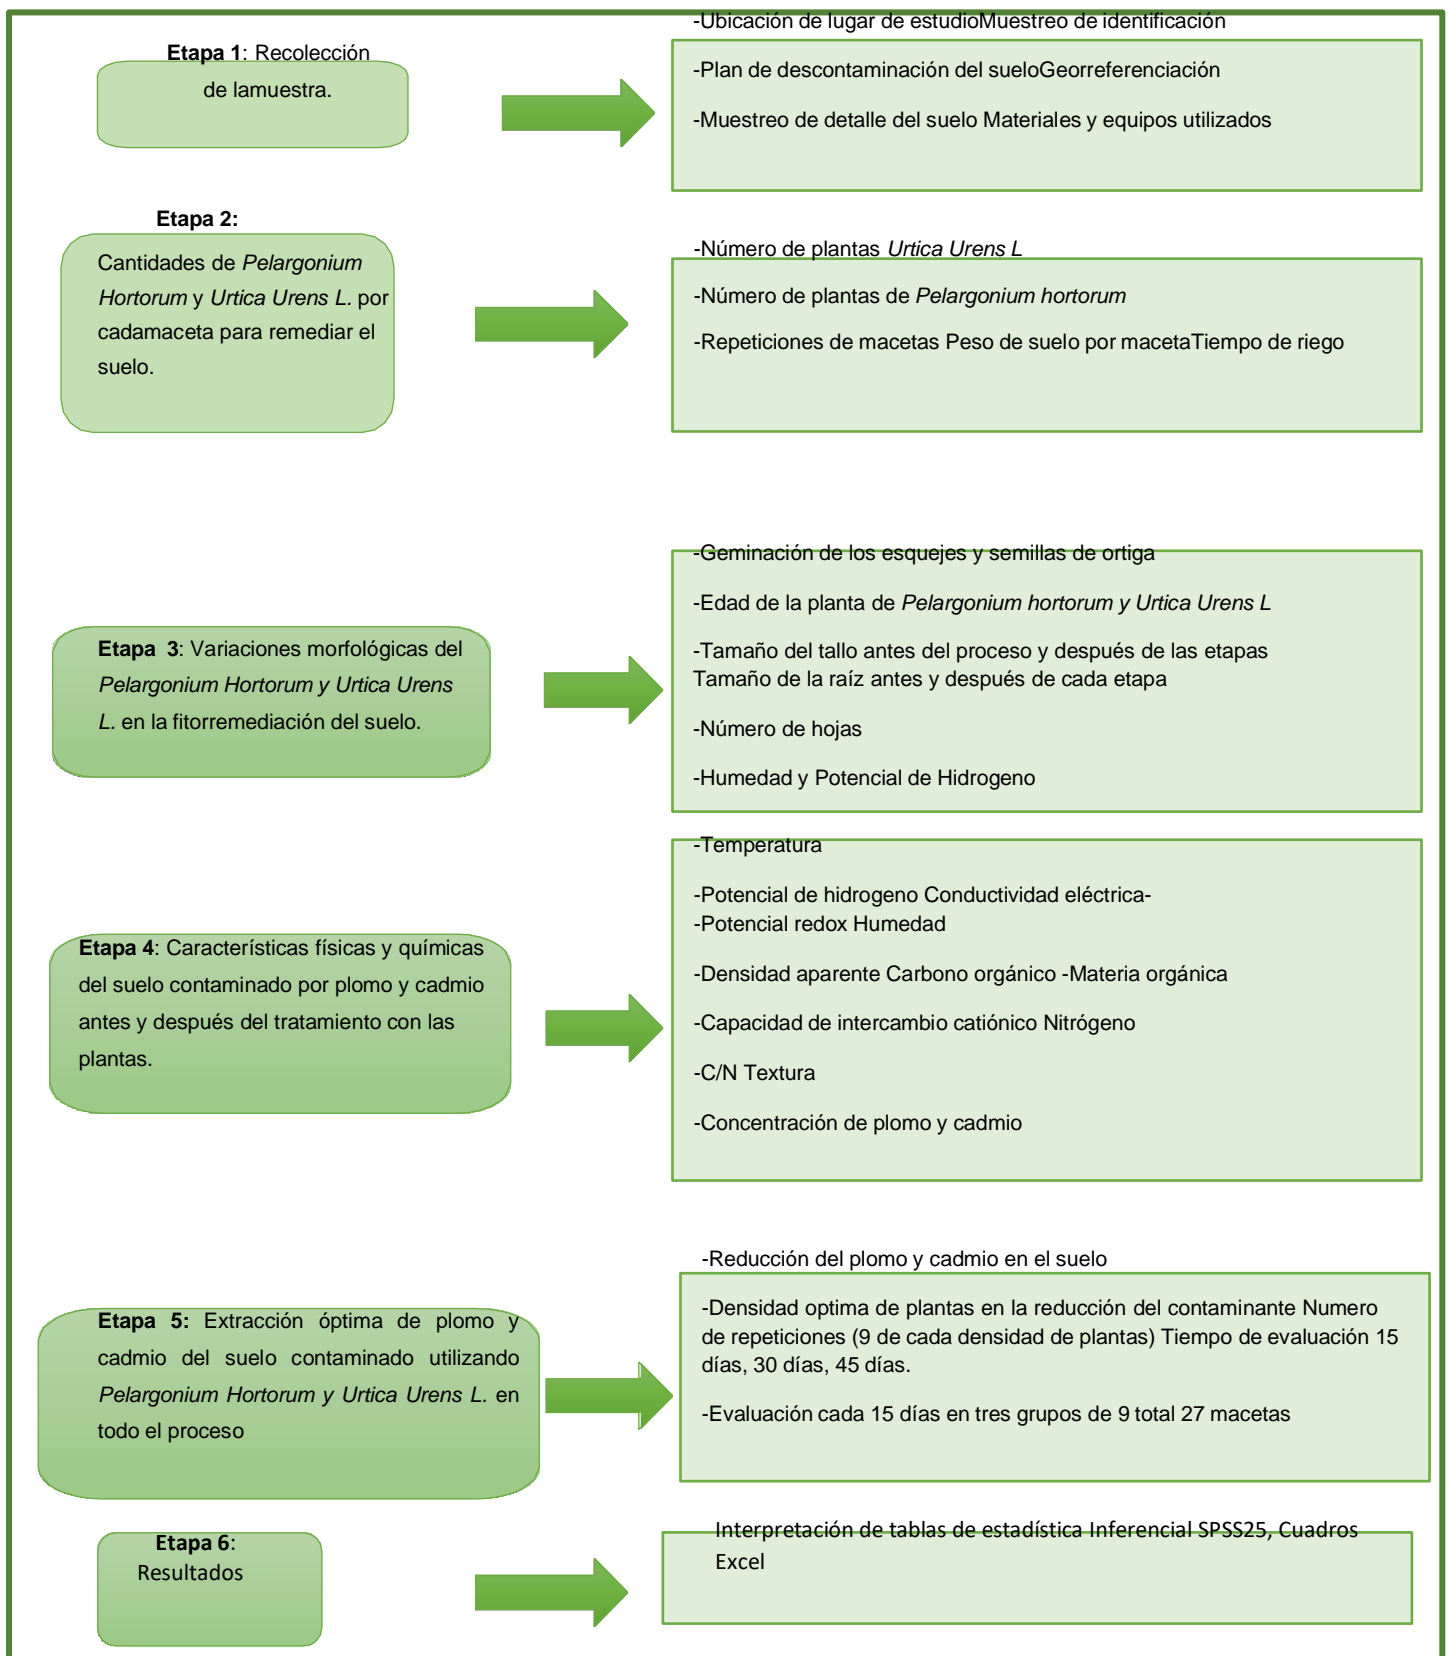 Etapa 1: Recolección
de lamuestra.
-Ubicación de lugar de estudioMuestreo de identificación
-Plan de descontaminación del sueloGeorreferenciación
-Muestreo de detalle del suelo Materiales y equipos utilizados
Etapa 2:
Cantidades de Pelargonium
Hortorum y Urtica Urens L. por
cadamaceta para remediar el
suelo.
-Número de plantas Urtica Urens L
-Número de plantas de Pelargonium hortorum
-Repeticiones de macetas Peso de suelo por macetaTiempo de riego
Etapa 3: Variaciones morfológicas del
Pelargonium Hortorum y Urtica Urens
L. en la fitorremediación del suelo.
-Geminación de los esquejes y semillas de ortiga
-Edad de la planta de Pelargonium hortorum y Urtica Urens L
-Tamaño del tallo antes del proceso y después de las etapas
Tamaño de la raíz antes y después de cada etapa
-Número de hojas
-Humedad y Potencial de Hidrogeno
Etapa 4: Características físicas y químicas
del suelo contaminado por plomo y cadmio
antes y después del tratamiento con las
plantas.
-Temperatura
-Potencial de hidrogeno Conductividad eléctrica-
-Potencial redox Humedad
-Densidad aparente Carbono orgánico -Materia orgánica
-Capacidad de intercambio catiónico Nitrógeno
-C/N Textura
-Concentración de plomo y cadmio
Etapa 5: Extracción óptima de plomo y
cadmio del suelo contaminado utilizando
Pelargonium Hortorum y Urtica Urens L. en
todo el proceso
-Reducción del plomo y cadmio en el suelo
-Densidad optima de plantas en la reducción del contaminante Numero
de repeticiones (9 de cada densidad de plantas) Tiempo de evaluación 15
días, 30 días, 45 días.
-Evaluación cada 15 días en tres grupos de 9 total 27 macetas
Etapa 6:
Resultados
Interpretación de tablas de estadística Inferencial SPSS25, Cuadros
Excel